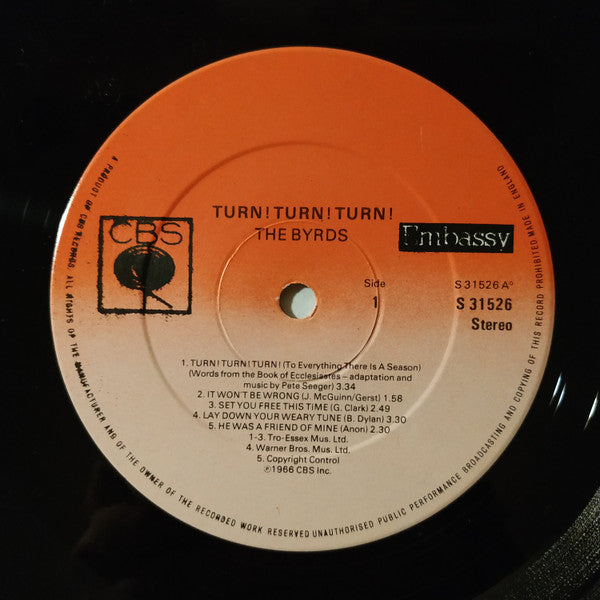 TURN! TURN! TURN!
THE BYRDS
CBS
Embassy
Side
1
S 31526 A°
S 31526
Stereo
1. TURN! TURN! TURN! (To Everything There Is A Season)
(Words from the Book of Ecclesiastes – adaptation and
music by Pete Seeger) 3.34
2. IT WON'T BE WRONG (J. McGuinn/Gerst) 1.58
3. SET YOU FREE THIS TIME (G. Clark) 2.49
4. LAY DOWN YOUR WEARY TUNE (B. Dylan) 3.30
5. HE WAS A FRIEND OF MINE (Anon) 2.30
1-3. Tro-Essex Mus. Ltd.
4. Warner Bros. Mus. Ltd.
5. Copyright Control
℗1966 CBS Inc.
A PRODUCT OF CBS RECORDS. ALL RIGHTS OF THE MANUFACTURER AND OF THE OWNER OF THE RECORDED WORK RESERVED UNAUTHORISED PUBLIC PERFORMANCE BROADCASTING AND COPYING OF THIS RECORD PROHIBITED. MADE IN ENGLAND